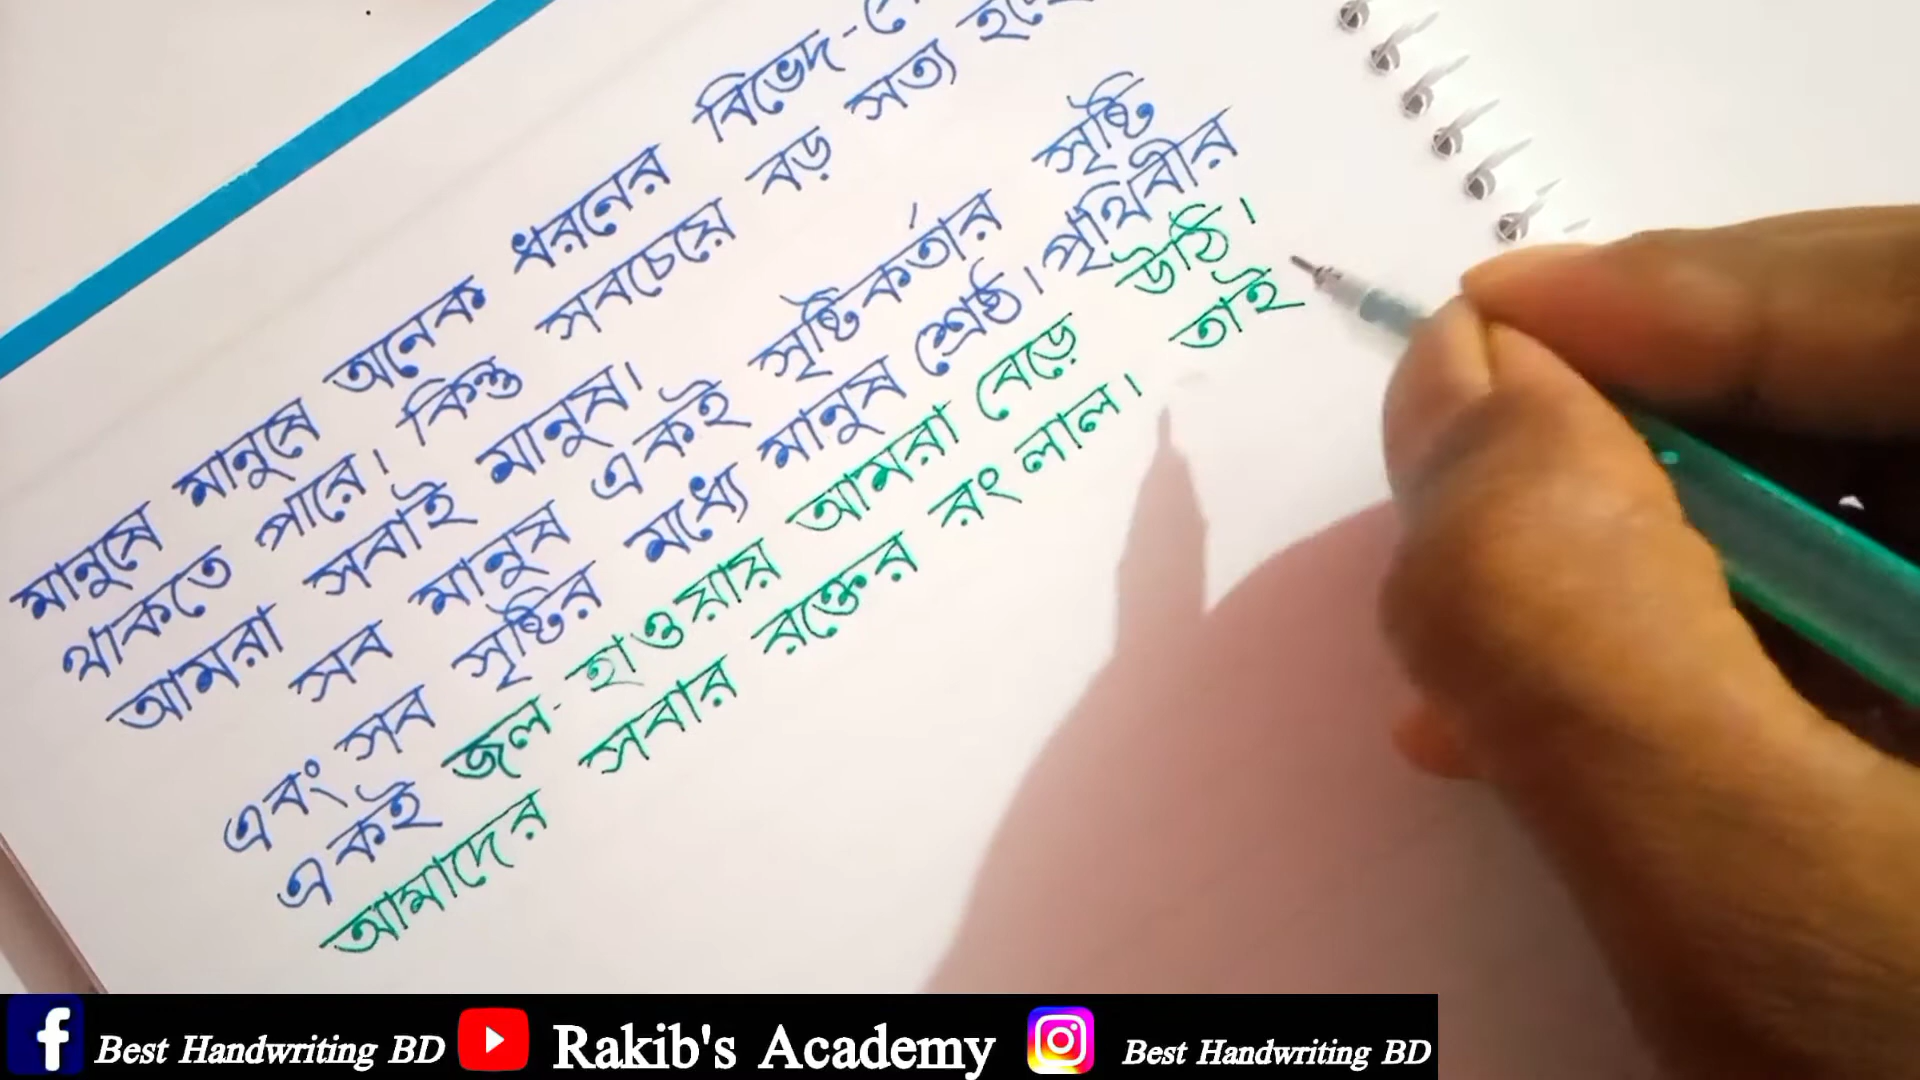 মানুষে মানুষে অনেক ধরনের বিভেদ-
থাকতে পারে। কিন্তু সবচেয়ে বড় সত্য
আমরা সবাই মানুষ।
সব মানুষ একই সৃষ্টিকর্তার সৃষ্টি
এবং সব সৃষ্টির মধ্যে মানুষ শ্রেষ্ঠ। পৃথিবীর
একই জল-হাওয়ায় আমরা বেড়ে উঠি।
আমাদের সবার রক্তের রং লাল। তাই
Best Handwriting BD
Rakib's Academy
Best Handwriting BD